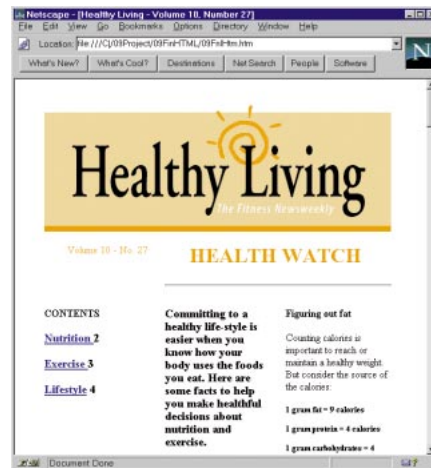 Netscape - [Healthy Living - Volume 10, Number 27]
File Edit View Go Bookmarks Options Directory Window Help
Location: file:///C|/09Project/09FinHTML/09FnlHtm.htm
What's New? What's Cool? Destinations Net Search People Software
N
Healthy Living
The Fitness Newsweekly
Volume 10 - No. 27
HEALTH WATCH
CONTENTS
Nutrition 2
Exercise 3
Lifestyle 4
Committing to a
healthy life-style is
easier when you
know how your
body uses the foods
you eat. Here are
some facts to help
you make healthful
decisions about
nutrition and
exercise.
Figuring out fat
Counting calories is
important to reach or
maintain a healthy weight.
But consider the source of
the calories:
1 gram fat = 9 calories
1 gram protein = 4 calories
1 gram carbohydrates = 4
Document Done